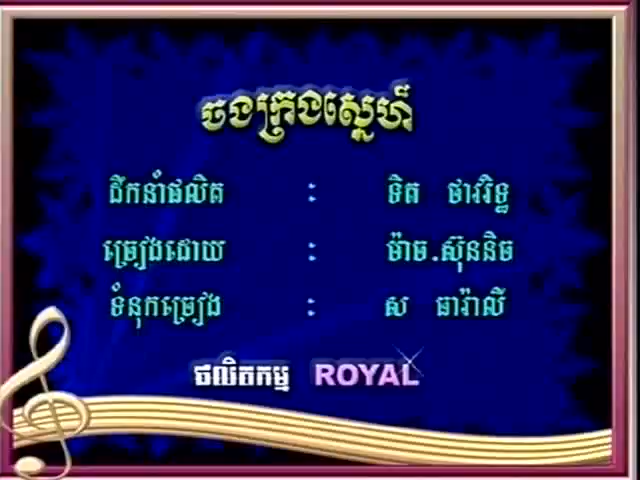 ចងក្រងស្នេហ៍
ដឹកនាំផលិត : ទិត ថាវរិទ្ធ
ច្រៀងដោយ : ម៉ាច.ស៊ុននិច
ទំនុកច្រៀង : ស ធារ៉ាលី
ផលិតកម្ម ROYAL